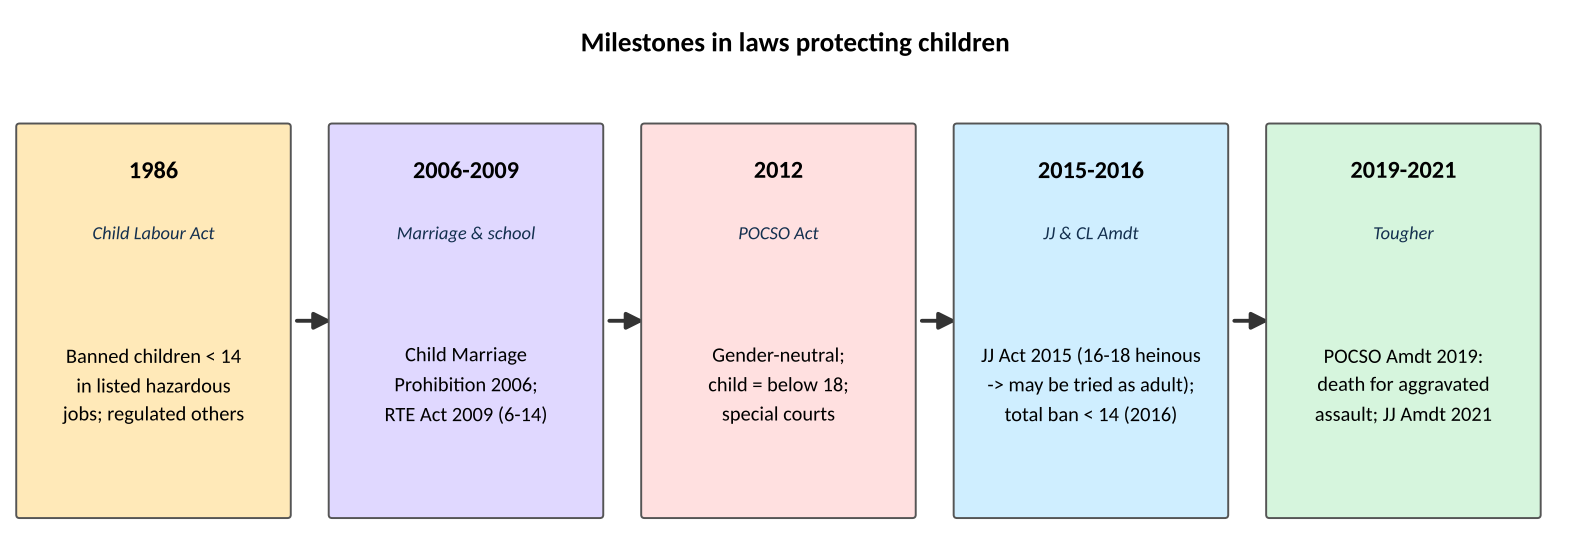 Milestones in laws protecting children
1986
Child Labour Act
Banned children < 14
in listed hazardous
jobs; regulated others
2006-2009
Marriage & school
Child Marriage
Prohibition 2006;
RTE Act 2009 (6-14)
2012
POCSO Act
Gender-neutral;
child = below 18;
special courts
2015-2016
JJ & CL Amdt
JJ Act 2015 (16-18 heinous
-> may be tried as adult);
total ban < 14 (2016)
2019-2021
Tougher
POCSO Amdt 2019:
death for aggravated
assault; JJ Amdt 2021